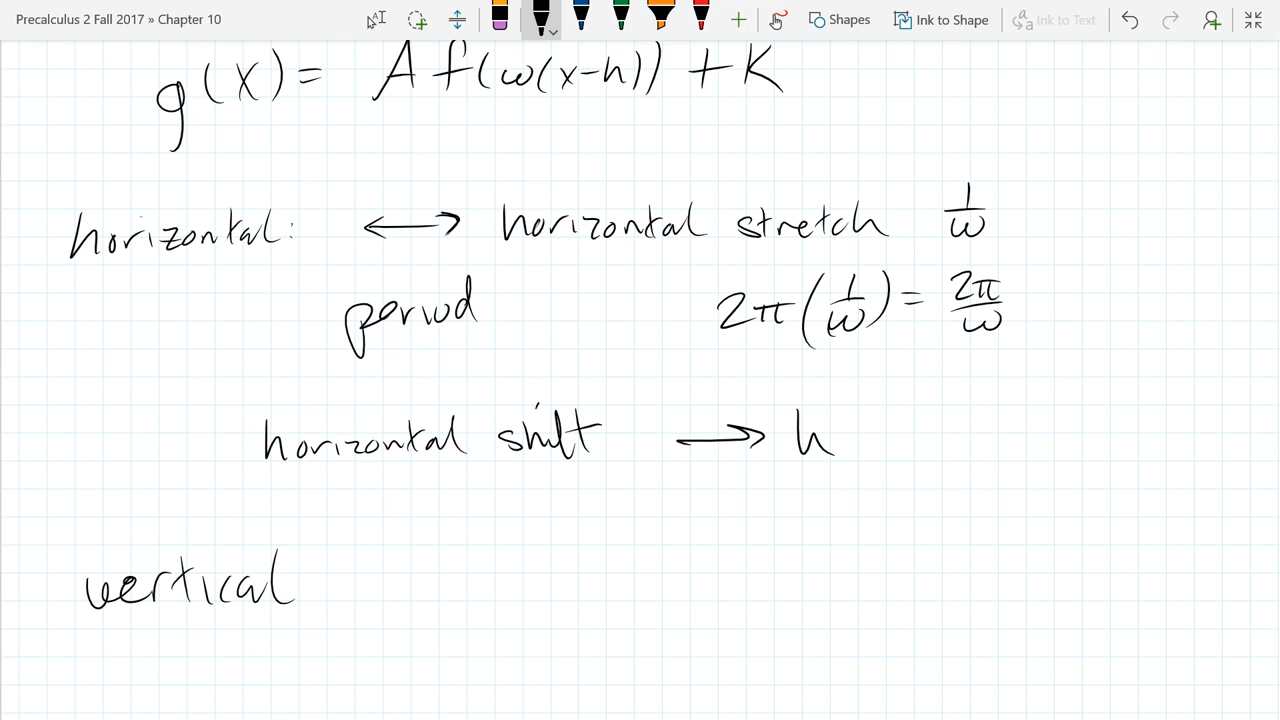 Precalculus 2 Fall 2017 » Chapter 10
Shapes
Ink to Shape
Ink to Text
g(x) = A f(ω(x-h)) + K
horizontal: ⟷ horizontal stretch 1/ω
period 2π(1/ω) = 2π/ω
horizontal shift ⟶ h
vertical